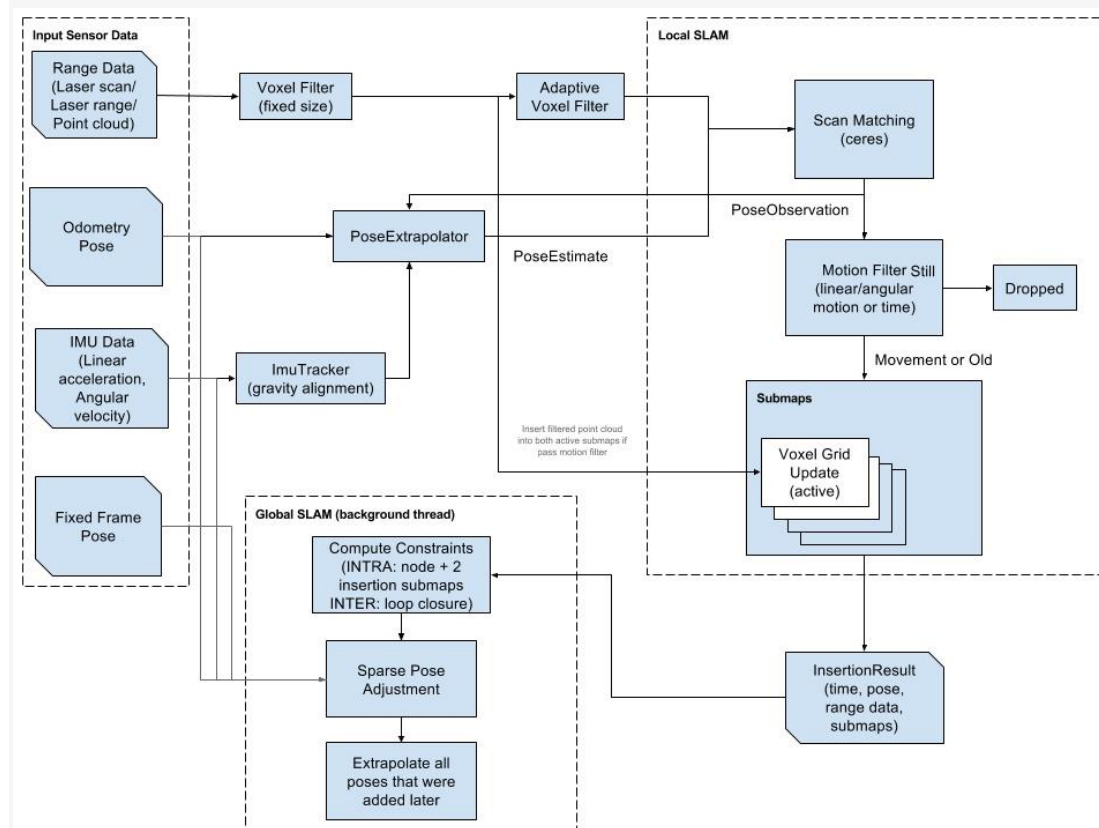 Input Sensor Data
Range Data
(Laser scan/
Laser range/
Point cloud)
Voxel Filter
(fixed size)
Adaptive
Voxel Filter
Local SLAM
Scan Matching
(ceres)
Odometry
Pose
PoseExtrapolator
PoseEstimate
PoseObservation
Motion Filter Still
(linear/angular
motion or time)
Dropped
IMU Data
(Linear
acceleration,
Angular
velocity)
ImuTracker
(gravity alignment)
Movement or Old
Submaps
Insert filtered point cloud
into both active submaps if
pass motion filter
Voxel Grid
Update
(active)
Fixed Frame
Pose
Global SLAM (background thread)
Compute Constraints
(INTRA: node + 2
insertion submaps
INTER: loop closure)
Sparse Pose
Adjustment
Extrapolate all
poses that were
added later
InsertionResult
(time, pose,
range data,
submaps)